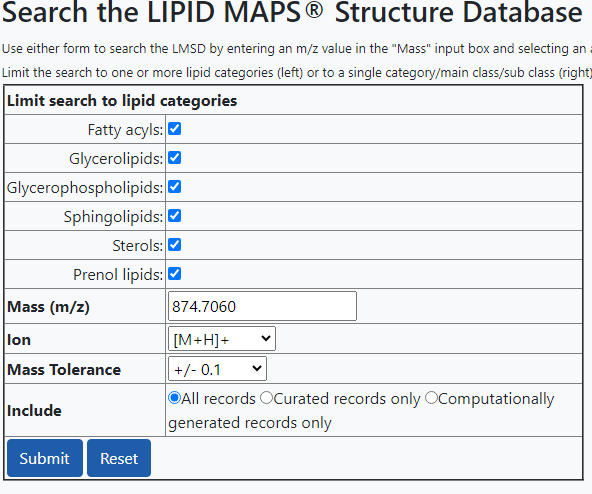 Search the LIPID MAPS® Structure Database
Use either form to search the LMSD by entering an m/z value in the "Mass" input box and selecting an
Limit the search to one or more lipid categories (left) or to a single category/main class/sub class (right)
Limit search to lipid categories
Fatty acyls:
Glycerolipids:
Glycerophospholipids:
Sphingolipids:
Sterols:
Prenol lipids:
Mass (m/z) 874.7060
Ion [M+H]+
Mass Tolerance +/- 0.1
Include All records Curated records only Computationally
generated records only
Submit Reset